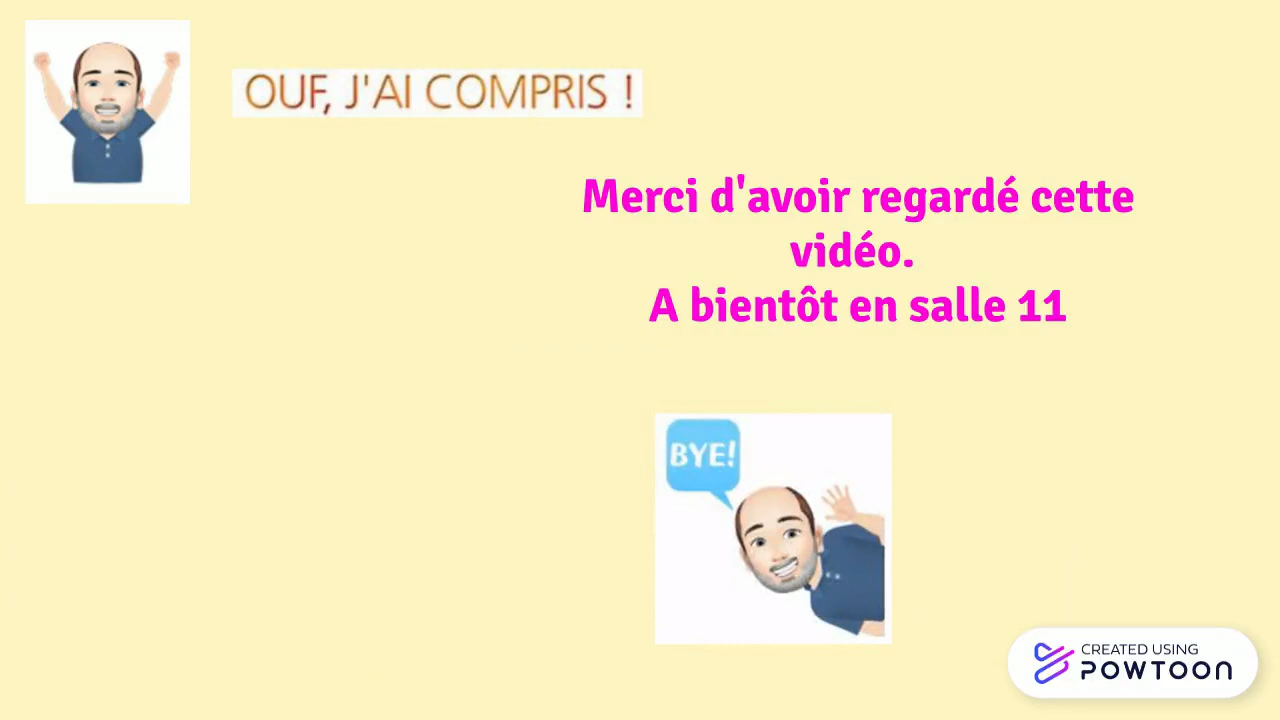 OUF, J'AI COMPRIS !
Merci d'avoir regardé cette
vidéo.
A bientôt en salle 11
BYE!
CREATED USING
POWTOON